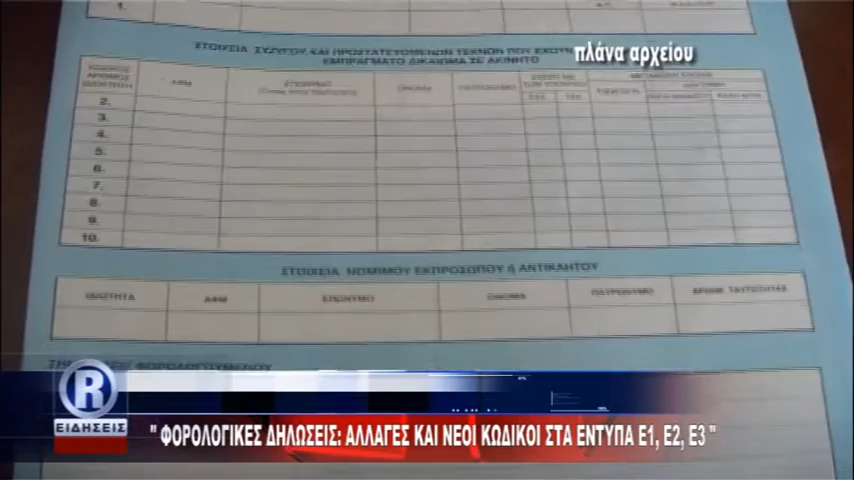 1.
ΣΤΟΙΧΕΙΑ ΣΥΖΥΓΟΥ ΚΑΙ ΠΡΟΣΤΑΤΕΥΟΜΕΝΩΝ ΤΕΚΝΩΝ ΠΟΥ ΕΧΟΥΝ
πλάνα αρχείου
ΕΜΠΡΑΓΜΑΤΟ ΔΙΚΑΙΩΜΑ ΣΕ ΑΚΙΝΗΤΟ
ΑΦΜ ΕΠΩΝΥΜΟ ΟΝΟΜΑ ΠΑΤΡΩΝΥΜΟ
2.
3.
4.
5.
6.
7.
8.
9.
10.
ΣΤΟΙΧΕΙΑ ΝΟΜΙΜΟΥ ΕΚΠΡΟΣΩΠΟΥ ή ΑΝΤΙΚΛΗΤΟΥ
ΙΔΙΟΤΗΤΑ ΑΦΜ ΕΠΩΝΥΜΟ ΟΝΟΜΑ ΠΑΤΡΩΝΥΜΟ ΑΡΙΘΜ. ΤΑΥΤΟΤΗΤΑΣ
ΦΟΡΟΛΟΓΟΥΜΕΝΟΥ
R
ΕΙΔΗΣΕΙΣ
" ΦΟΡΟΛΟΓΙΚΕΣ ΔΗΛΩΣΕΙΣ: ΑΛΛΑΓΕΣ ΚΑΙ ΝΕΟΙ ΚΩΔΙΚΟΙ ΣΤΑ ΕΝΤΥΠΑ Ε1, Ε2, Ε3 "